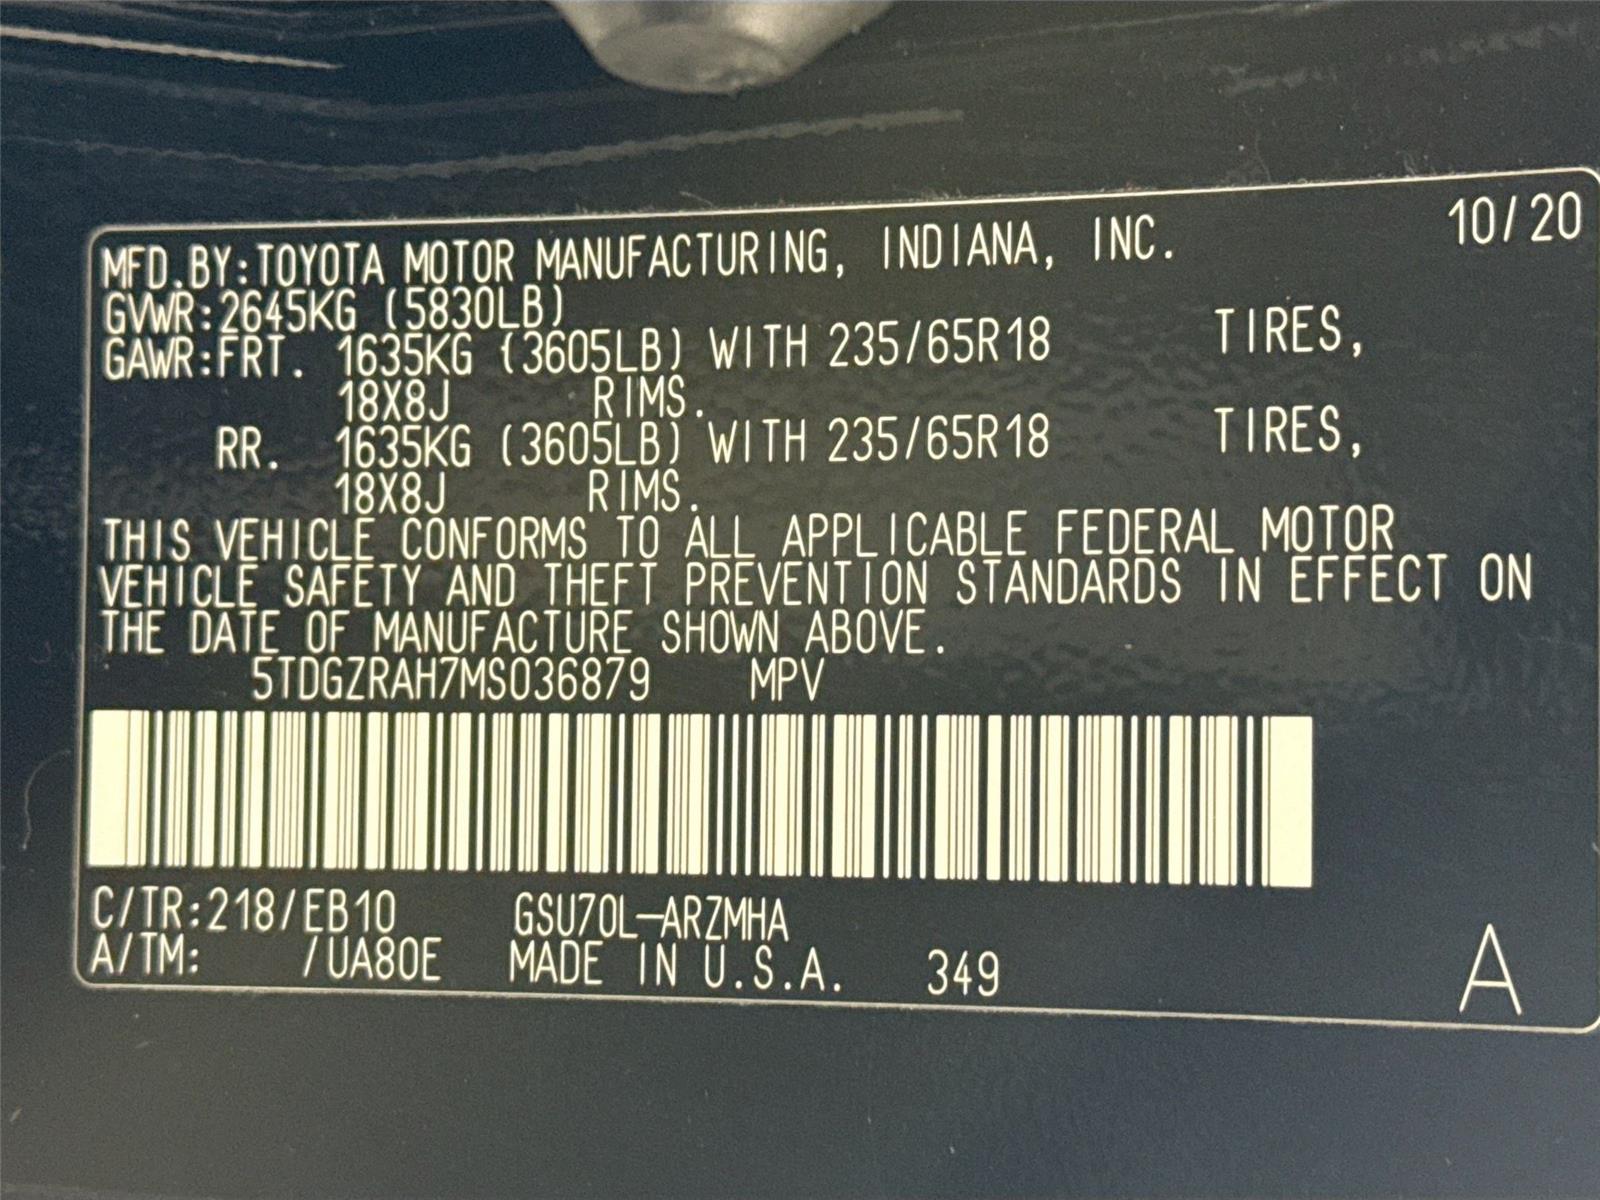 10/20
MFD.BY:TOYOTA MOTOR MANUFACTURING, INDIANA, INC.
GVWR:2645KG (5830LB)
GAWR:FRT. 1635KG (3605LB) WITH 235/65R18 TIRES,
18X8J RIMS.
RR. 1635KG (3605LB) WITH 235/65R18 TIRES,
18X8J RIMS.
THIS VEHICLE CONFORMS TO ALL APPLICABLE FEDERAL MOTOR
VEHICLE SAFETY AND THEFT PREVENTION STANDARDS IN EFFECT ON
THE DATE OF MANUFACTURE SHOWN ABOVE.
5TDGZRAH7MS036879 MPV
C/TR:218/EB10 GSU70L-ARZMHA
A/TM: /UA80E MADE IN U.S.A. 349 A